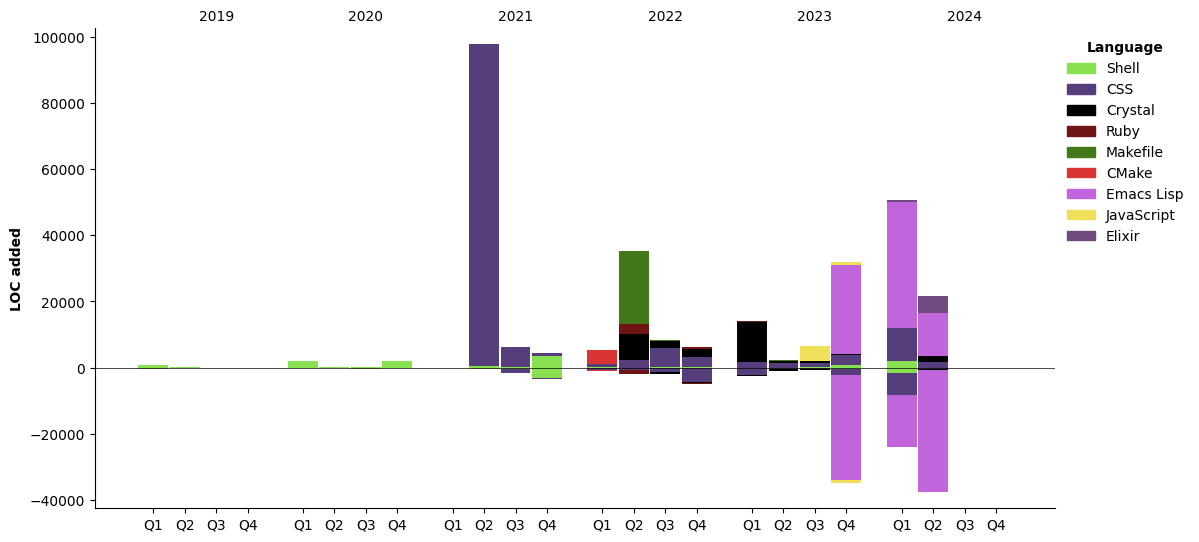 2019 2020 2021 2022 2023 2024
100000
80000
60000
40000
20000
0
−20000
−40000
LOC added
Language
Shell
CSS
Crystal
Ruby
Makefile
CMake
Emacs Lisp
JavaScript
Elixir
Q1 Q2 Q3 Q4 Q1 Q2 Q3 Q4 Q1 Q2 Q3 Q4 Q1 Q2 Q3 Q4 Q1 Q2 Q3 Q4 Q1 Q2 Q3 Q4